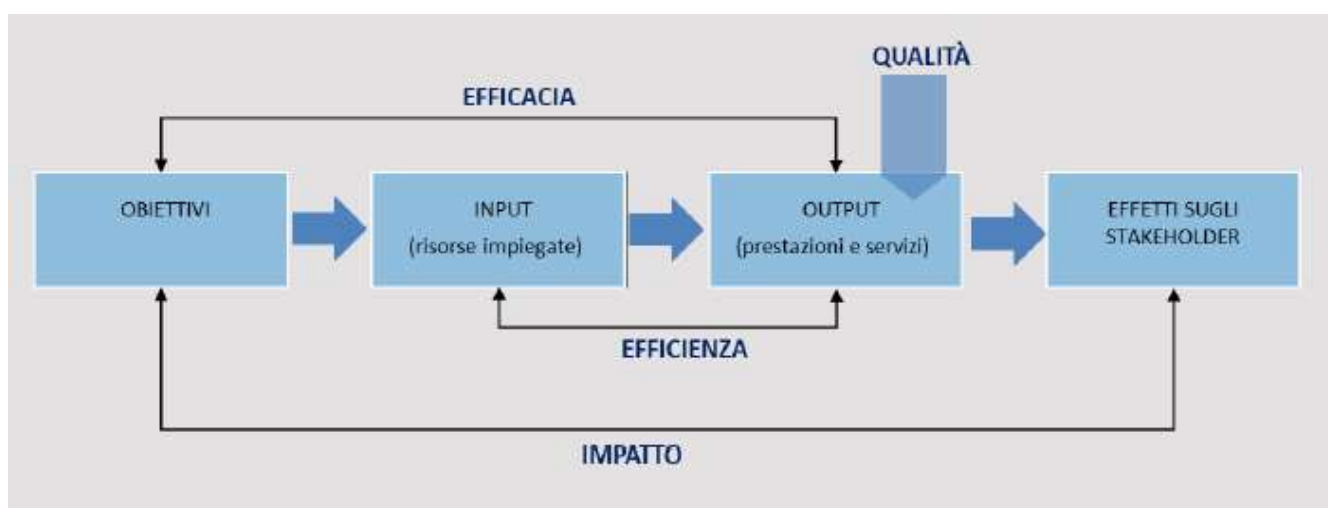 QUALITÀ
EFFICACIA
OBIETTIVI
INPUT
(risorse impiegate)
OUTPUT
(prestazioni e servizi)
EFFETTI SUGLI
STAKEHOLDER
EFFICIENZA
IMPATTO